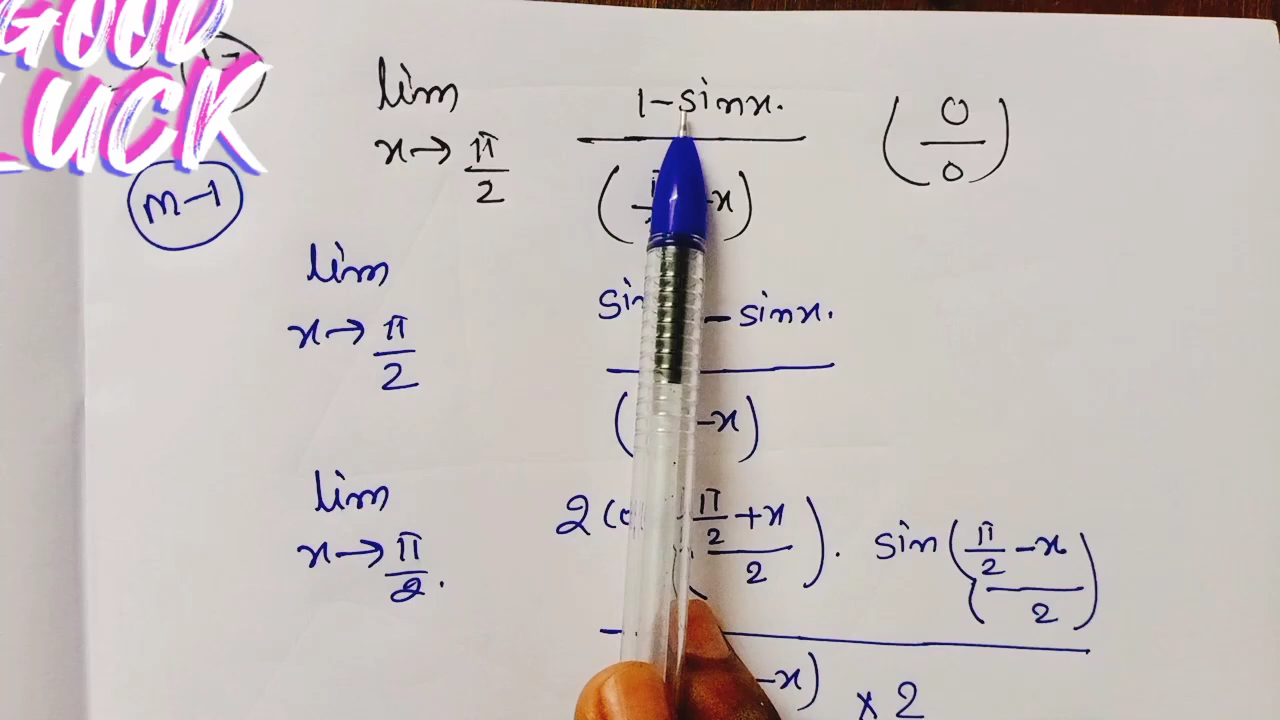 GOOD
LUCK
lim 1-sinx. (0/0)
x→π/2 ( -x)
m-1
lim sin - sinx.
x→π/2 ( -x)
lim 2 (π/2+x / 2). sin(π/2-x / 2)
x→π/2. -x) x 2